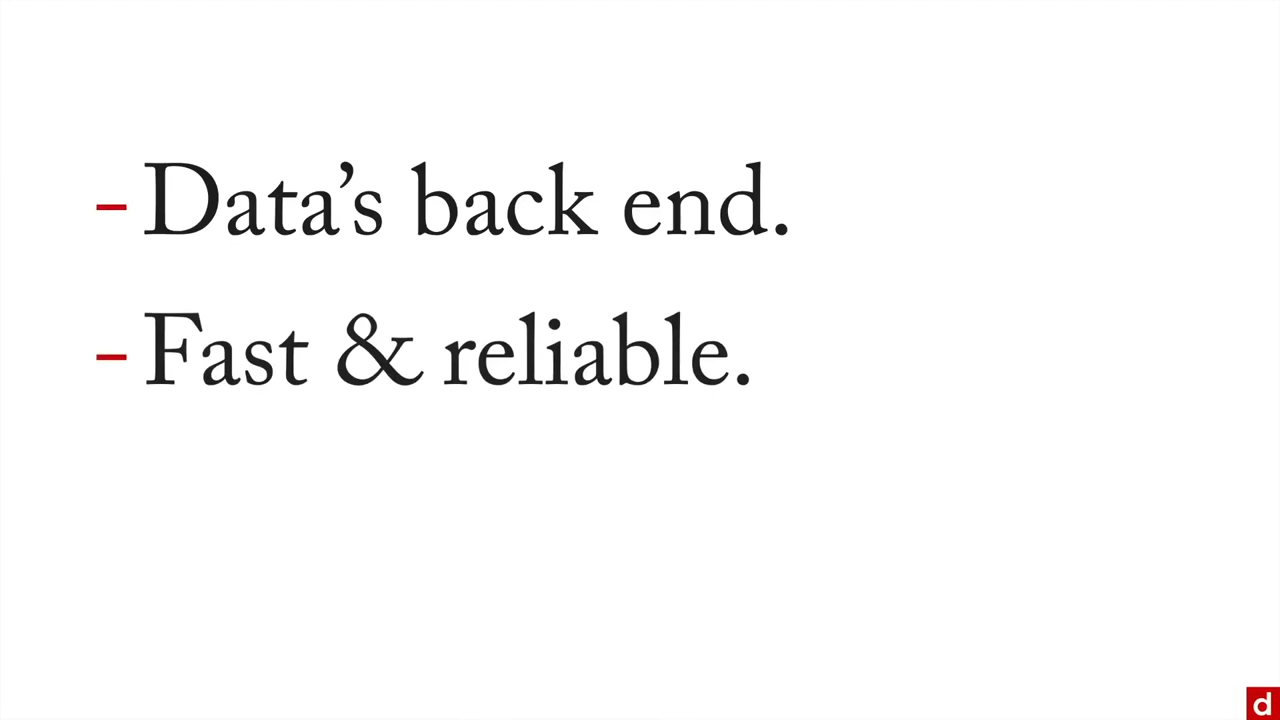 - Data’s back end.
- Fast & reliable.
d